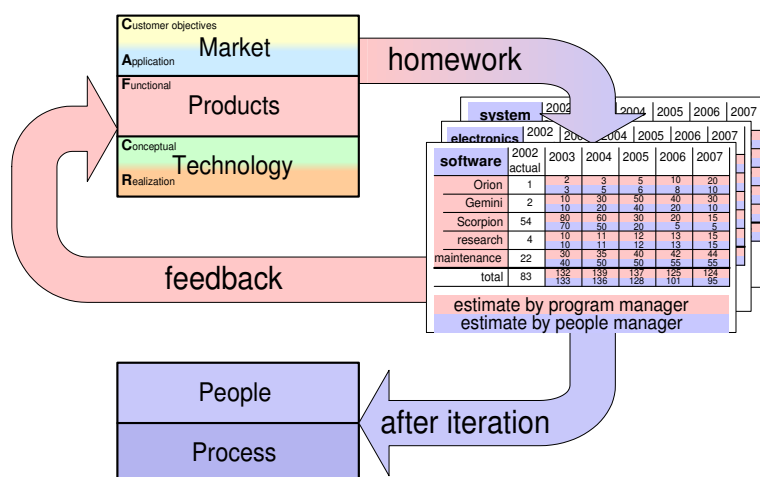 Customer objectives
Market
Application
Functional
Products
Conceptual
Technology
Realization
homework
feedback
system 2002 2004 2005 2006 2007
electronics 2002 2004 2005 2006 2007
software 2002 actual 2003 2004 2005 2006 2007
Orion 1 2 3 5 10 20
3 5 6 8 10
Gemini 2 10 30 50 40 30
10 20 40 20 10
Scorpion 54 80 60 30 20 15
70 50 20 5 5
research 4 10 11 12 13 15
10 11 12 13 15
maintenance 22 30 35 40 42 44
40 50 50 55 55
total 83 132 139 137 125 124
133 136 128 101 95
estimate by program manager
estimate by people manager
People
after iteration
Process